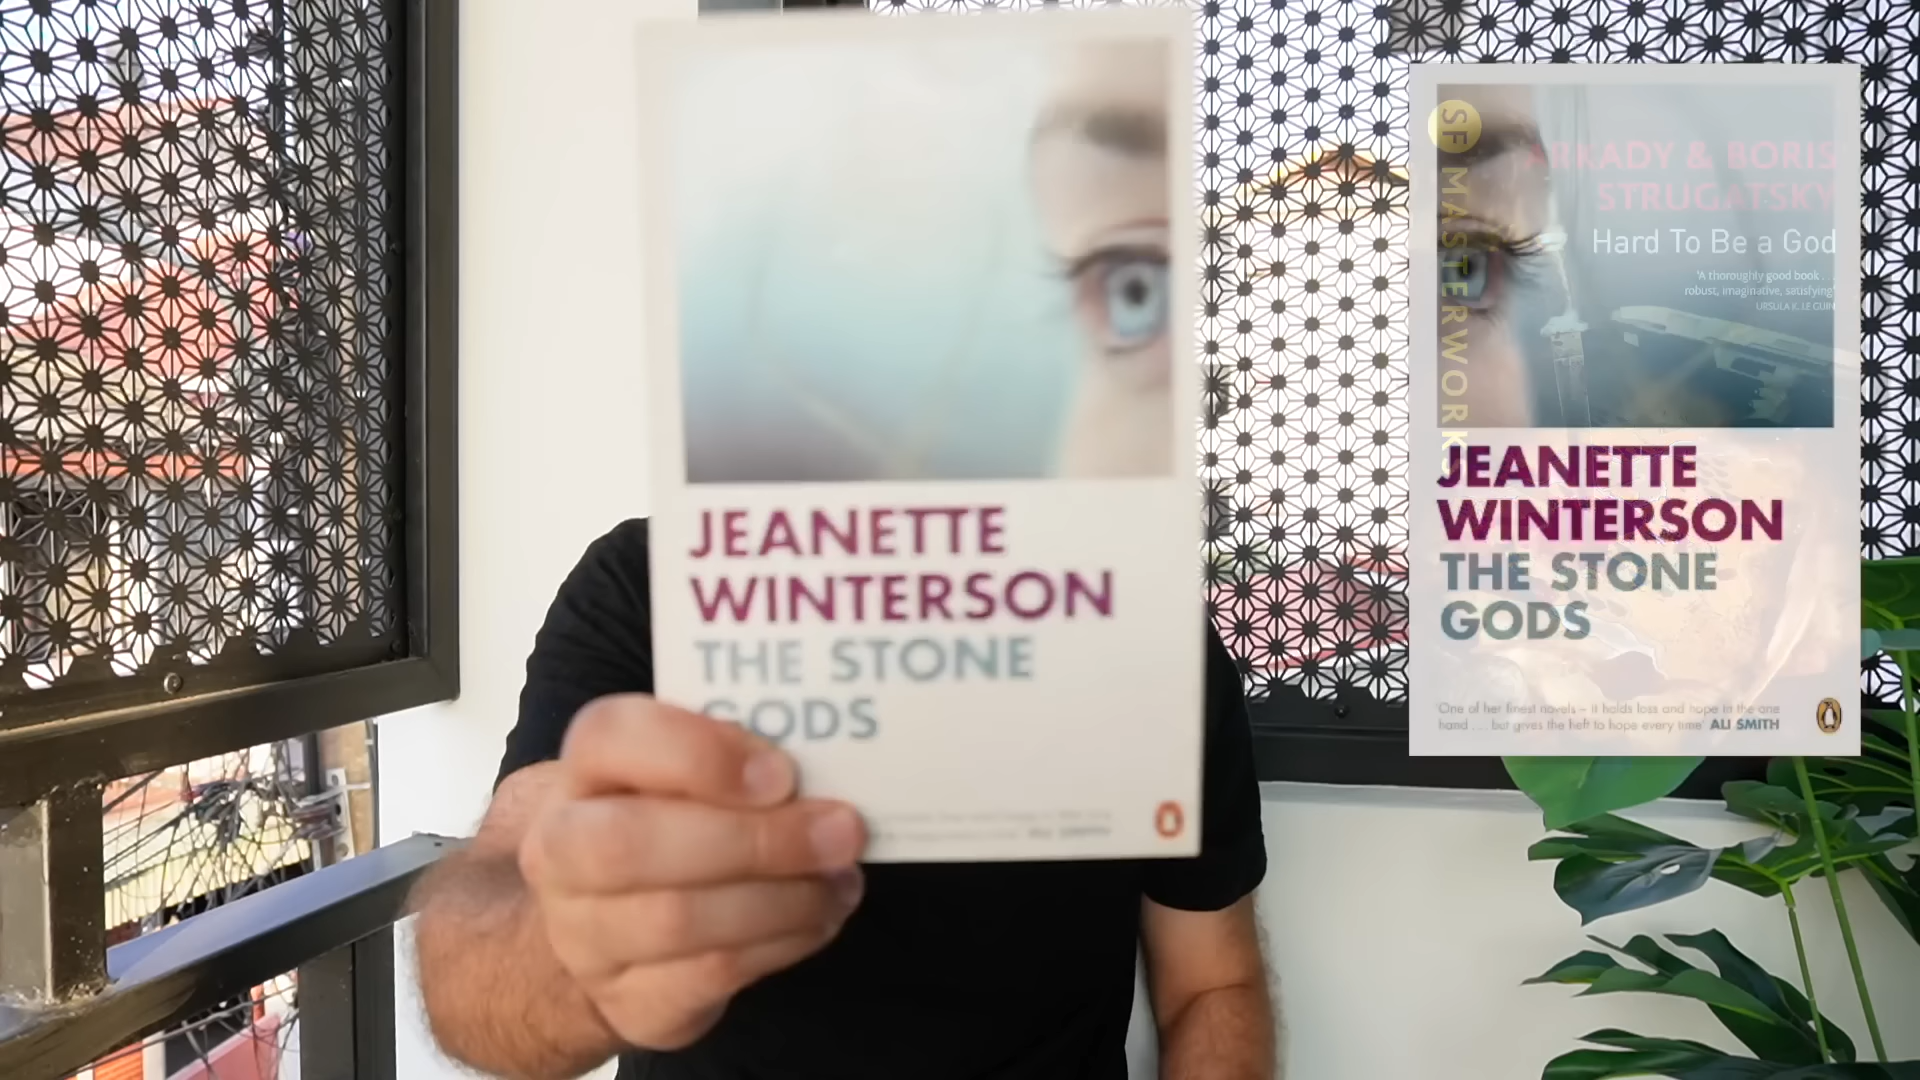 JEANETTE
WINTERSON
THE STONE
GODS
SF MASTERWORKS
ARKADY & BORIS
STRUGATSKY
Hard To Be a God
'A thoroughly good book . . .
robust, imaginative, satisfying'
URSULA K. LE GUIN
JEANETTE
WINTERSON
THE STONE
GODS
'One of her finest novels – it holds loss and hope in the one
hand . . . but gives the heft to hope every time' ALI SMITH